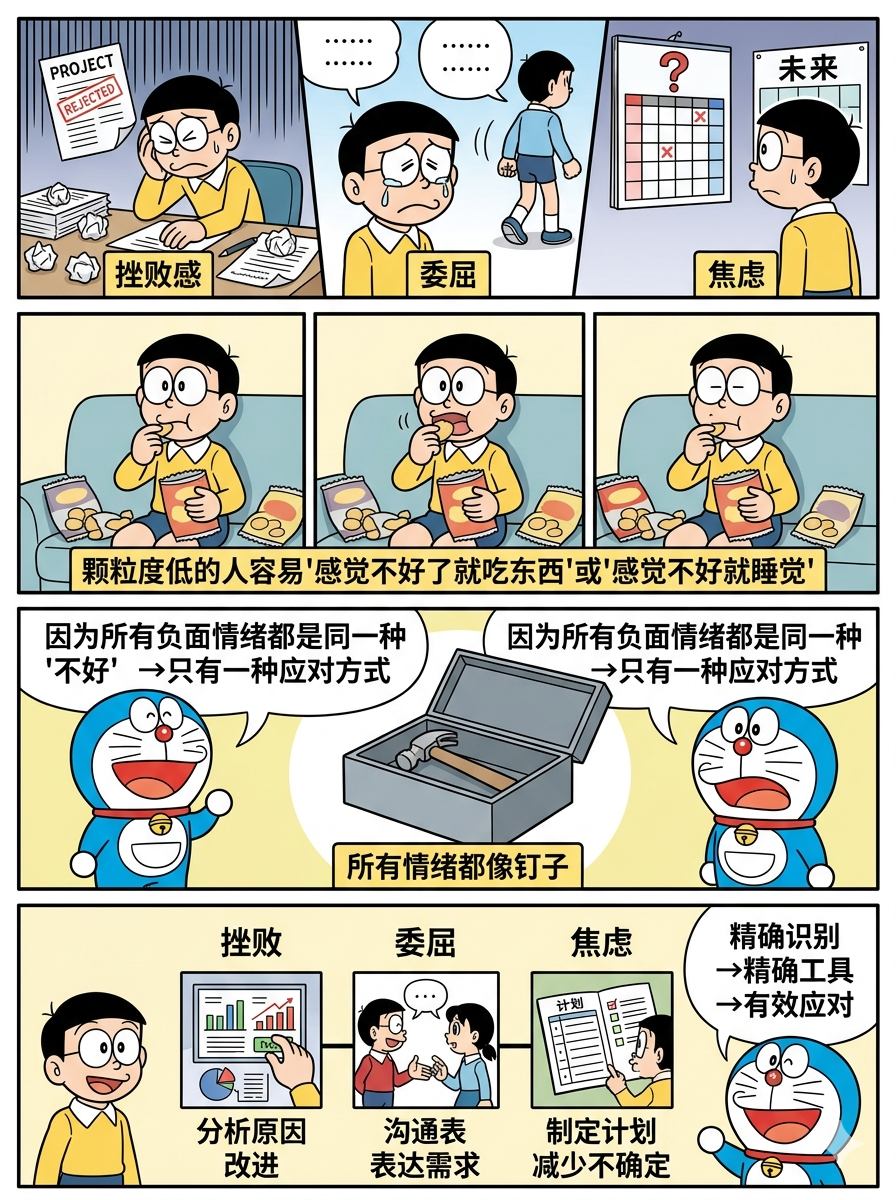 PROJECT
REJECTED
挫败感
......
......
......
......
委屈
?
未来
焦虑
颗粒度低的人容易'感觉不好了就吃东西'或'感觉不好就睡觉'
因为所有负面情绪都是同一种
'不好' →只有一种应对方式
因为所有负面情绪都是同一种
→只有一种应对方式
所有情绪都像钉子
挫败
分析原因
改进
委屈
...
沟通表
表达需求
焦虑
计划
制定计划
减少不确定
精确识别
→精确工具
→有效应对